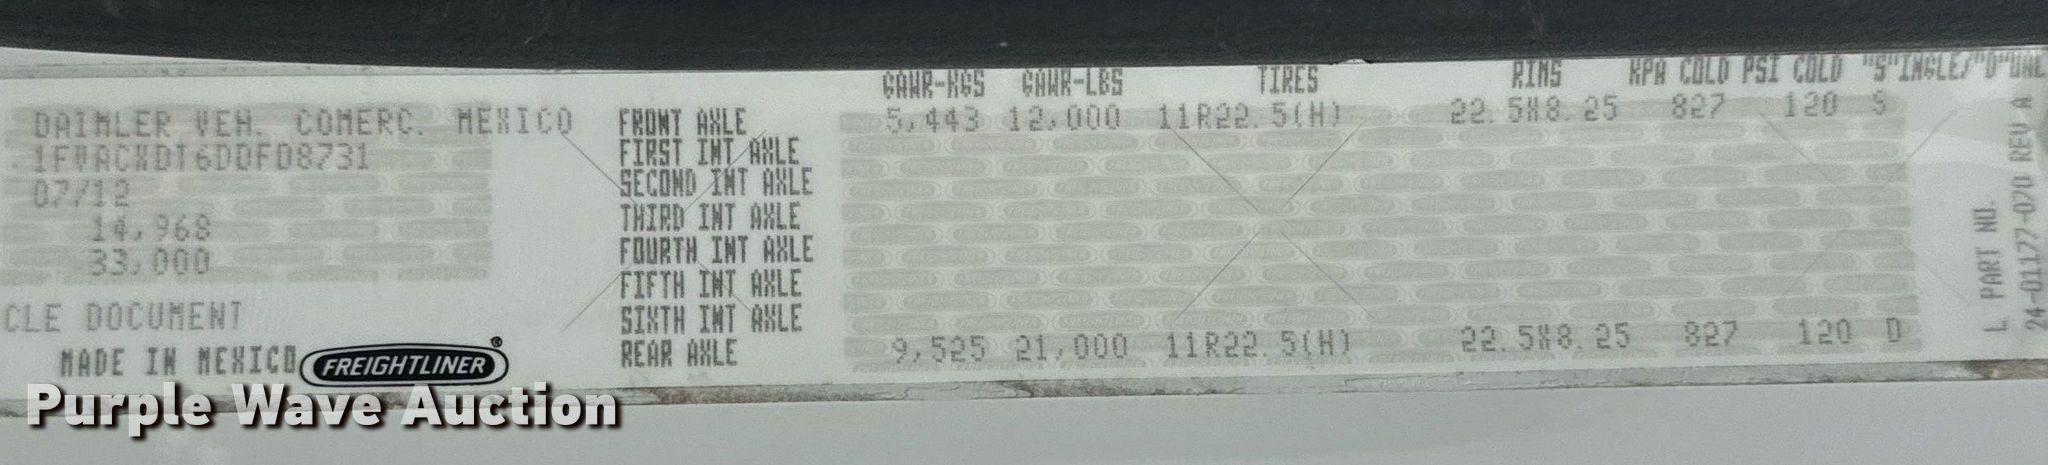 GAWR-KGS GAWR-LBS TIRES RIMS KPA COLD PSI COLD "S"INGLE/"D"UAL
DAIMLER VEH. COMERC. MEXICO
1FVACXDT6DDFD8731
07/12
14,968
33,000
CLE DOCUMENT
MADE IN MEXICO FREIGHTLINER®
FRONT AXLE 5,443 12,000 11R22.5(H) 22.5X8.25 827 120 S
FIRST INT AXLE
SECOND INT AXLE
THIRD INT AXLE
FOURTH INT AXLE
FIFTH INT AXLE
SIXTH INT AXLE
REAR AXLE 9,525 21,000 11R22.5(H) 22.5X8.25 827 120 D
L PART NO.
24-01177-070 REV A
Purple Wave Auction